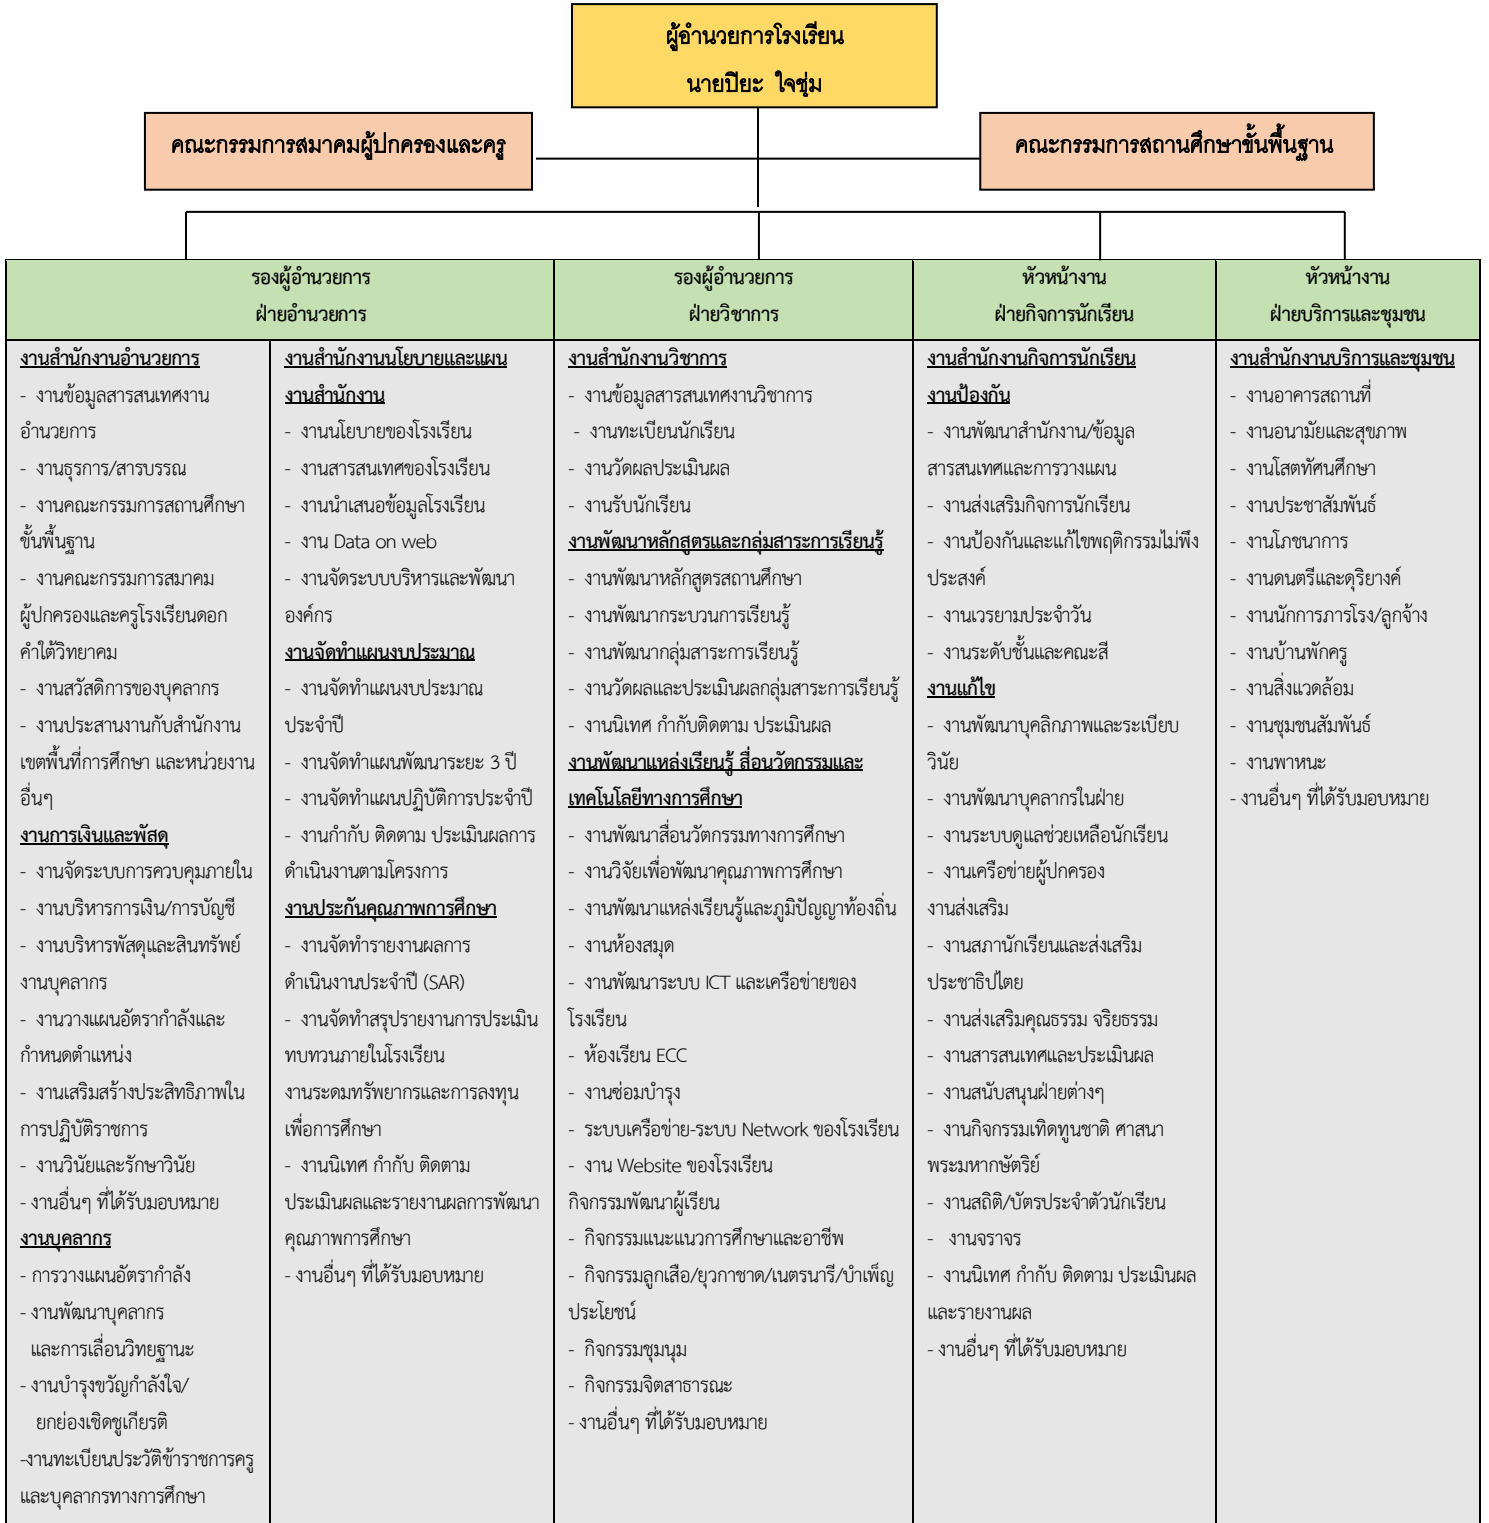 ผู้อำนวยการโรงเรียน
นายปิยะ ใจชุ่ม
คณะกรรมการสมาคมผู้ปกครองและครู
คณะกรรมการสถานศึกษาขั้นพื้นฐาน
รองผู้อำนวยการ
ฝ่ายอำนวยการ
รองผู้อำนวยการ
ฝ่ายวิชาการ
หัวหน้างาน
ฝ่ายกิจการนักเรียน
หัวหน้างาน
ฝ่ายบริการและชุมชน
งานสำนักงานอำนวยการ
- งานข้อมูลสารสนเทศงาน
อำนวยการ
- งานธุรการ/สารบรรณ
- งานคณะกรรมการสถานศึกษา
ขั้นพื้นฐาน
- งานคณะกรรมการสมาคม
ผู้ปกครองและครูโรงเรียนดอก
คำใต้วิทยาคม
- งานสวัสดิการของบุคลากร
- งานประสานงานกับสำนักงาน
เขตพื้นที่การศึกษา และหน่วยงาน
อื่นๆ
งานการเงินและพัสดุ
- งานจัดระบบการควบคุมภายใน
- งานบริหารการเงิน/การบัญชี
- งานบริหารพัสดุและสินทรัพย์
งานบุคลากร
- งานวางแผนอัตรากำลังและ
กำหนดตำแหน่ง
- งานเสริมสร้างประสิทธิภาพใน
การปฏิบัติราชการ
- งานวินัยและรักษาวินัย
- งานอื่นๆ ที่ได้รับมอบหมาย
งานบุคลากร
- การวางแผนอัตรากำลัง
- งานพัฒนาบุคลากร
และการเลื่อนวิทยฐานะ
- งานบำรุงขวัญกำลังใจ/
ยกย่องเชิดชูเกียรติ
-งานทะเบียนประวัติข้าราชการครู
และบุคลากรทางการศึกษา
งานสำนักงานนโยบายและแผน
งานสำนักงาน
- งานนโยบายของโรงเรียน
- งานสารสนเทศของโรงเรียน
- งานนำเสนอข้อมูลโรงเรียน
- งาน Data on web
- งานจัดระบบบริหารและพัฒนา
องค์กร
งานจัดทำแผนงบประมาณ
- งานจัดทำแผนงบประมาณ
ประจำปี
- งานจัดทำแผนพัฒนาระยะ 3 ปี
- งานจัดทำแผนปฏิบัติการประจำปี
- งานกำกับ ติดตาม ประเมินผลการ
ดำเนินงานตามโครงการ
งานประกันคุณภาพการศึกษา
- งานจัดทำรายงานผลการ
ดำเนินงานประจำปี (SAR)
- งานจัดทำสรุปรายงานการประเมิน
ทบทวนภายในโรงเรียน
งานระดมทรัพยากรและการลงทุน
เพื่อการศึกษา
- งานนิเทศ กำกับ ติดตาม
ประเมินผลและรายงานผลการพัฒนา
คุณภาพการศึกษา
- งานอื่นๆ ที่ได้รับมอบหมาย
งานสำนักงานวิชาการ
- งานข้อมูลสารสนเทศงานวิชาการ
- งานทะเบียนนักเรียน
- งานวัดผลประเมินผล
- งานรับนักเรียน
งานพัฒนาหลักสูตรและกลุ่มสาระการเรียนรู้
- งานพัฒนาหลักสูตรสถานศึกษา
- งานพัฒนากระบวนการเรียนรู้
- งานพัฒนากลุ่มสาระการเรียนรู้
- งานวัดผลและประเมินผลกลุ่มสาระการเรียนรู้
- งานนิเทศ กำกับติดตาม ประเมินผล
งานพัฒนาแหล่งเรียนรู้ สื่อนวัตกรรมและ
เทคโนโลยีทางการศึกษา
- งานพัฒนาสื่อนวัตกรรมทางการศึกษา
- งานวิจัยเพื่อพัฒนาคุณภาพการศึกษา
- งานพัฒนาแหล่งเรียนรู้และภูมิปัญญาท้องถิ่น
- งานห้องสมุด
- งานพัฒนาระบบ ICT และเครือข่ายของ
โรงเรียน
- ห้องเรียน ECC
- งานซ่อมบำรุง
- ระบบเครือข่าย-ระบบ Network ของโรงเรียน
- งาน Website ของโรงเรียน
กิจกรรมพัฒนาผู้เรียน
- กิจกรรมแนะแนวการศึกษาและอาชีพ
- กิจกรรมลูกเสือ/ยุวกาชาด/เนตรนารี/บำเพ็ญ
ประโยชน์
- กิจกรรมชุมนุม
- กิจกรรมจิตสาธารณะ
- งานอื่นๆ ที่ได้รับมอบหมาย
งานสำนักงานกิจการนักเรียน
งานป้องกัน
- งานพัฒนาสำนักงาน/ข้อมูล
สารสนเทศและการวางแผน
- งานส่งเสริมกิจการนักเรียน
- งานป้องกันและแก้ไขพฤติกรรมไม่พึง
ประสงค์
- งานเวรยามประจำวัน
- งานระดับชั้นและคณะสี
งานแก้ไข
- งานพัฒนาบุคลิกภาพและระเบียบ
วินัย
- งานพัฒนาบุคลากรในฝ่าย
- งานระบบดูแลช่วยเหลือนักเรียน
- งานเครือข่ายผู้ปกครอง
งานส่งเสริม
- งานสภานักเรียนและส่งเสริม
ประชาธิปไตย
- งานส่งเสริมคุณธรรม จริยธรรม
- งานสารสนเทศและประเมินผล
- งานสนับสนุนฝ่ายต่างๆ
- งานกิจกรรมเทิดทูนชาติ ศาสนา
พระมหากษัตริย์
- งานสถิติ/บัตรประจำตัวนักเรียน
- งานจราจร
- งานนิเทศ กำกับ ติดตาม ประเมินผล
และรายงานผล
- งานอื่นๆ ที่ได้รับมอบหมาย
งานสำนักงานบริการและชุมชน
- งานอาคารสถานที่
- งานอนามัยและสุขภาพ
- งานโสตทัศนศึกษา
- งานประชาสัมพันธ์
- งานโภชนาการ
- งานดนตรีและดุริยางค์
- งานนักการภารโรง/ลูกจ้าง
- งานบ้านพักครู
- งานสิ่งแวดล้อม
- งานชุมชนสัมพันธ์
- งานพาหนะ
- งานอื่นๆ ที่ได้รับมอบหมาย